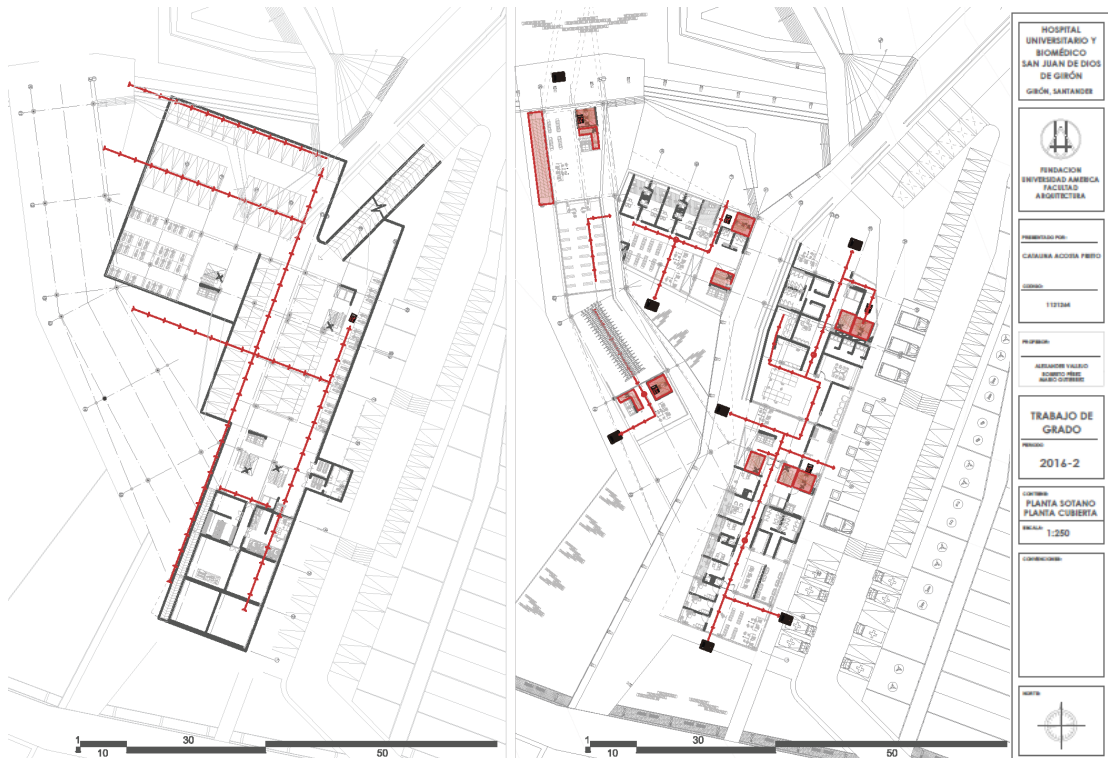 HOSPITAL
UNIVERSITARIO Y
BIOMÉDICO
SAN JUAN DE DIOS
DE GIRÓN
GIRÓN, SANTANDER
FUNDACION
UNIVERSIDAD AMERICA
FACULTAD
ARQUITECTURA
PRESENTADO POR:
CATALINA ACOSTA PRIETO
CODIGO:
PROFESOR:
TRABAJO DE
GRADO
PERIODO:
2016-2
CONTIENE:
PLANTA SOTANO
PLANTA CUBIERTA
ESCALA:
1:250
CONVENCIONES:
NORTE:
1
10
30
50
1
10
30
50